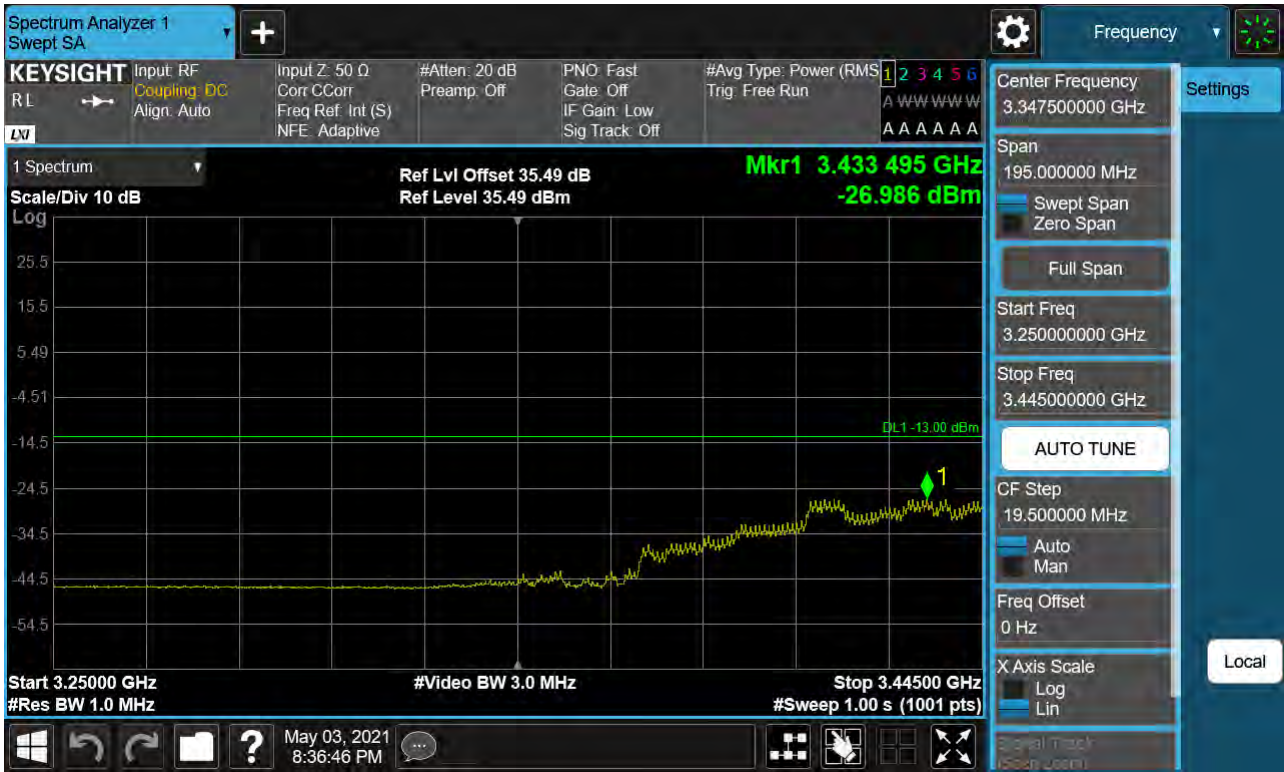 Spectrum Analyzer 1
Swept SA
+
Frequency
KEYSIGHT
RL
LXI
Input: RF
Coupling: DC
Align: Auto
Input Z: 50 Ω
Corr CCorr
Freq Ref: Int (S)
NFE: Adaptive
#Atten: 20 dB
Preamp: Off
PNO: Fast
Gate: Off
IF Gain: Low
Sig Track: Off
#Avg Type: Power (RMS
Trig: Free Run
1 2 3 4 5 6
A W W W W W
A A A A A A
1 Spectrum
Scale/Div 10 dB
Log
Ref Lvl Offset 35.49 dB
Ref Level 35.49 dBm
Mkr1 3.433 495 GHz
-26.986 dBm
25.5
15.5
5.49
-4.51
-14.5
-24.5
-34.5
-44.5
-54.5
DL1 -13.00 dBm
1
Start 3.25000 GHz
#Res BW 1.0 MHz
#Video BW 3.0 MHz
Stop 3.44500 GHz
#Sweep 1.00 s (1001 pts)
Center Frequency
3.347500000 GHz
Span
195.000000 MHz
Swept Span
Zero Span
Full Span
Start Freq
3.250000000 GHz
Stop Freq
3.445000000 GHz
AUTO TUNE
CF Step
19.500000 MHz
Auto
Man
Freq Offset
0 Hz
X Axis Scale
Log
Lin
Signal Track
(Span Zoom)
Settings
Local
?
May 03, 2021
8:36:46 PM